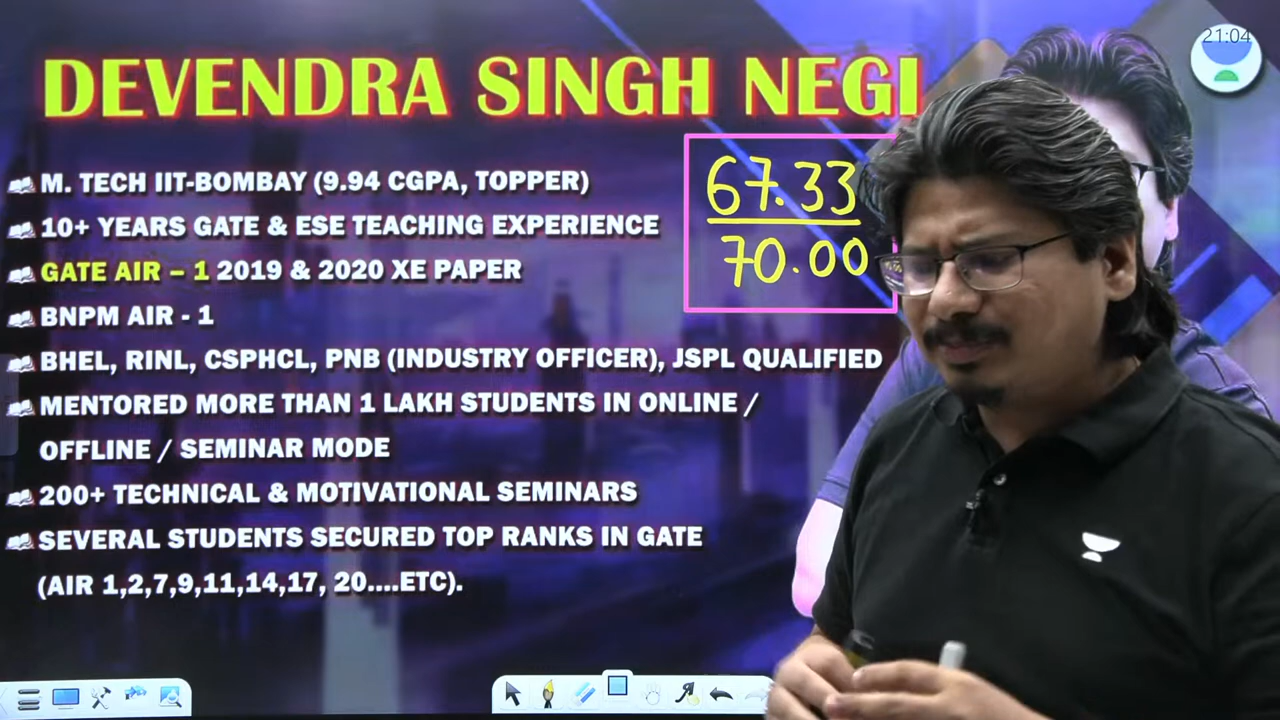 21:04
DEVENDRA SINGH NEGI
M. TECH IIT-BOMBAY (9.94 CGPA, TOPPER)
67.33
70.00
10+ YEARS GATE & ESE TEACHING EXPERIENCE
GATE AIR – 1 2019 & 2020 XE PAPER
BNPM AIR - 1
BHEL, RINL, CSPHCL, PNB (INDUSTRY OFFICER), JSPL QUALIFIED
MENTORED MORE THAN 1 LAKH STUDENTS IN ONLINE /
OFFLINE / SEMINAR MODE
200+ TECHNICAL & MOTIVATIONAL SEMINARS
SEVERAL STUDENTS SECURED TOP RANKS IN GATE
(AIR 1,2,7,9,11,14,17, 20....ETC).